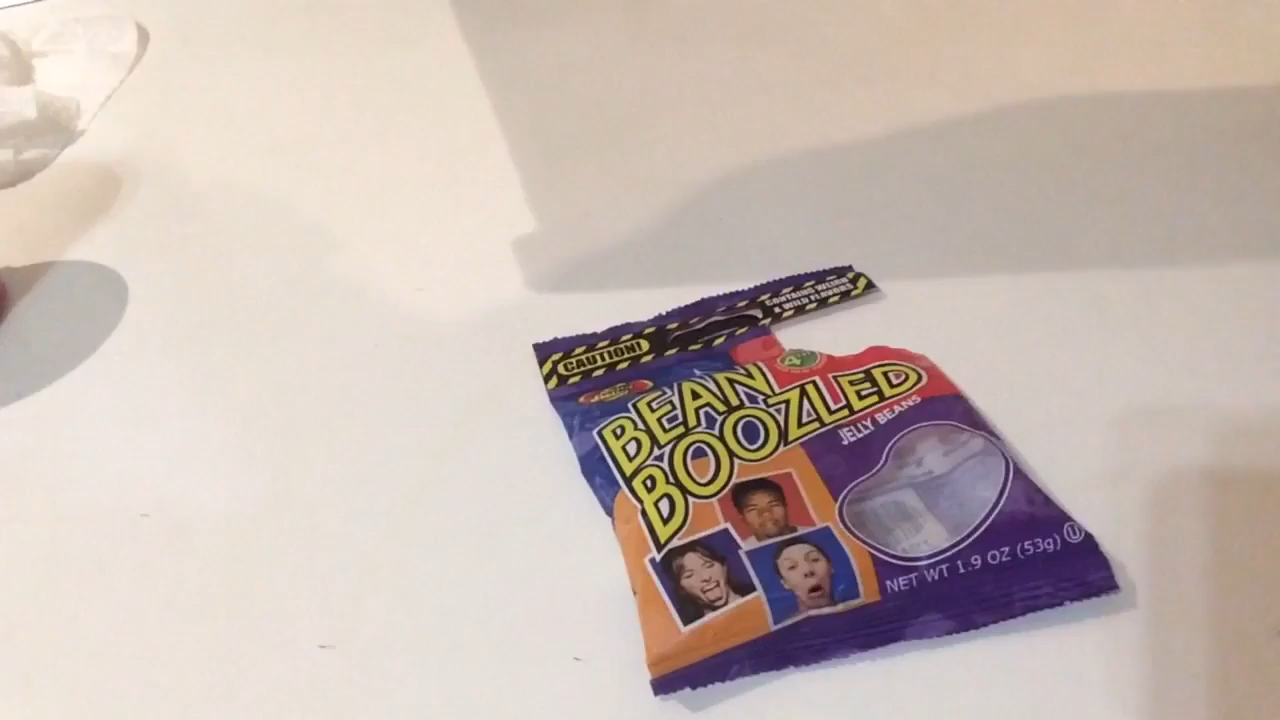 CONTAINS WEIRD
& WILD FLAVORS
CAUTION!
BEAN
BOOZLED
JELLY BEANS
NET WT 1.9 OZ (53g) U